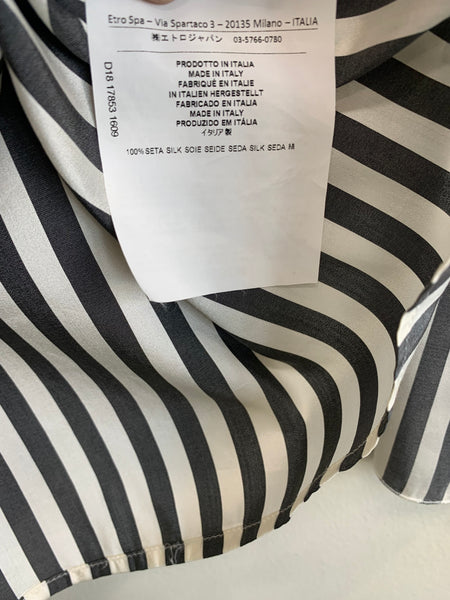 Etro Spa – Via Spartaco 3 – 20135 Milano – ITALIA
㈱エトロジャパン 03-5766-0780
D18 17853 1609
PRODOTTO IN ITALIA
MADE IN ITALY
FABRIQUÉ EN ITALIE
IN ITALIEN HERGESTELLT
FABRICADO EN ITALIA
MADE IN ITALY
PRODUZIDO EM ITÁLIA
イタリア製
100% SETA SILK SOIE SEIDE SEDA SILK SEDA 絹